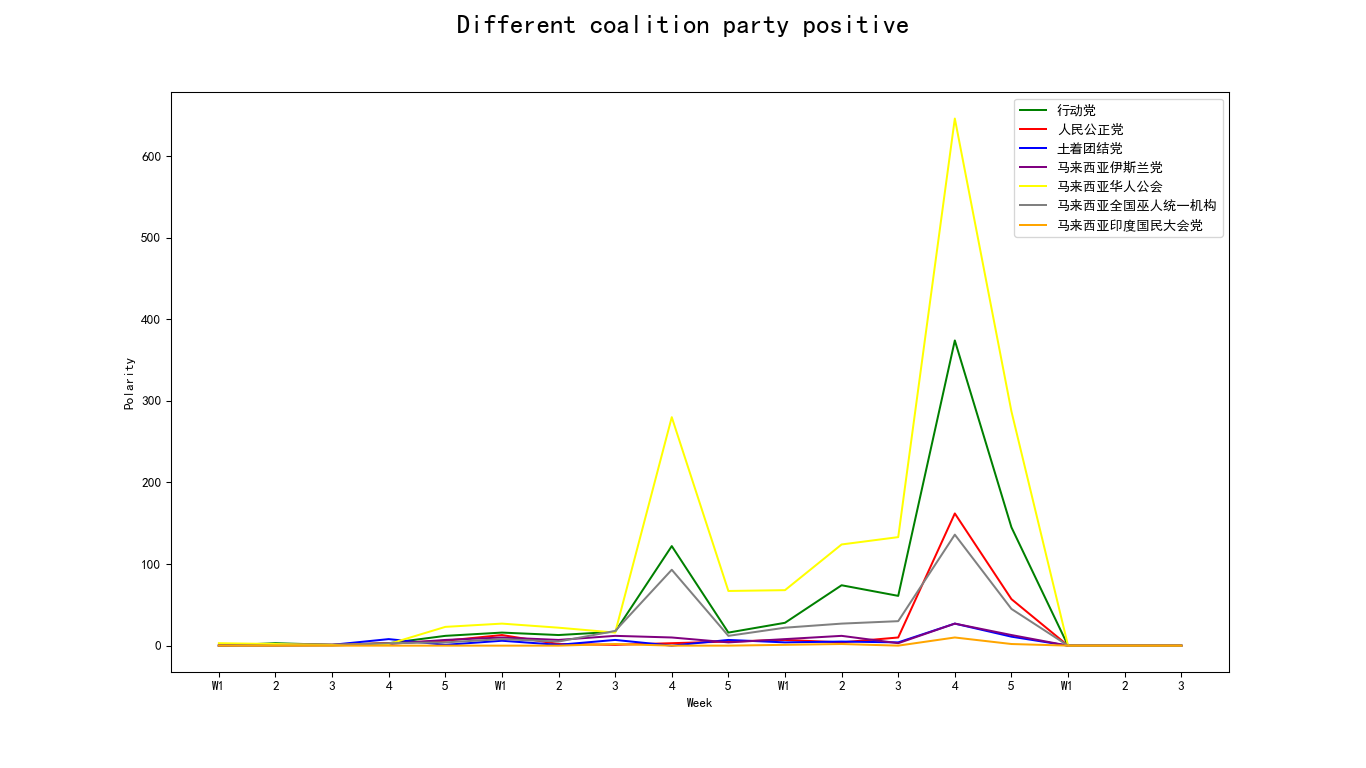 Different coalition party positive
行动党
人民公正党
土着团结党
马来西亚伊斯兰党
马来西亚华人公会
马来西亚全国巫人统一机构
马来西亚印度国民大会党
600
500
400
300
200
100
0
Polarity
W1 2 3 4 5 W1 2 3 4 5 W1 2 3 4 5 W1 2 3
Week